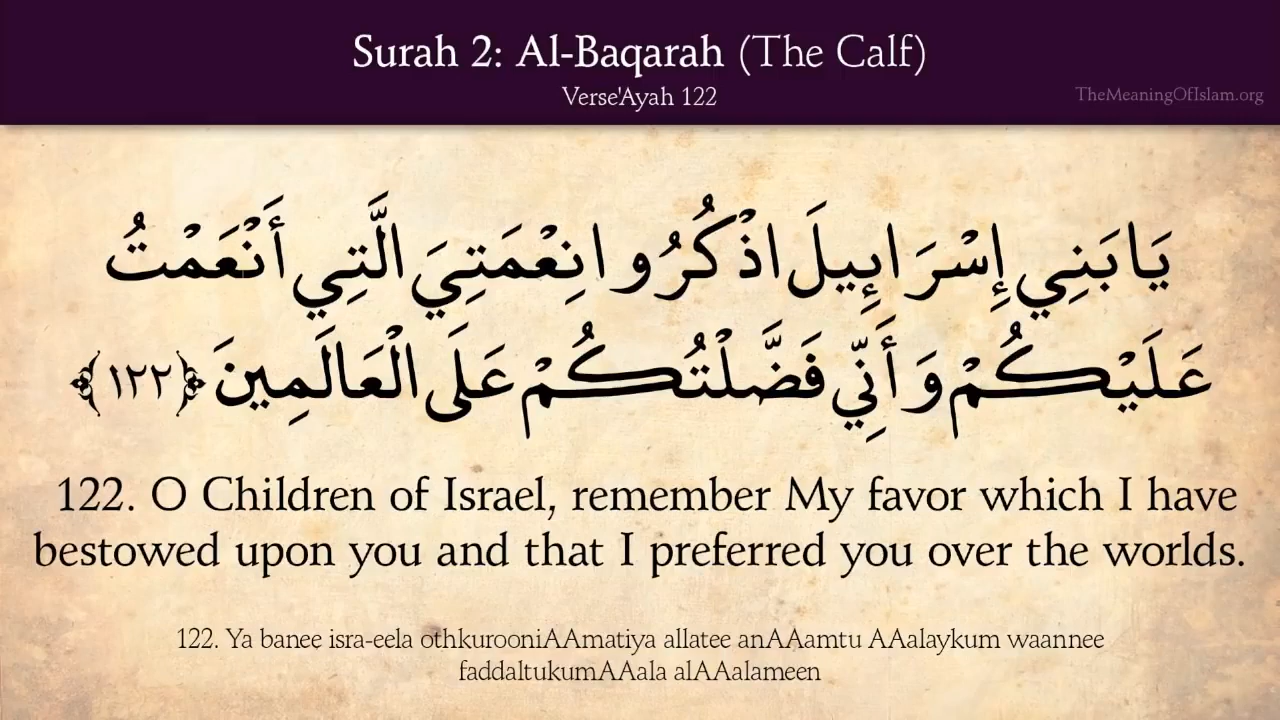 Surah 2: Al-Baqarah (The Calf)
Verse'Ayah 122
TheMeaningOfIslam.org
يَا بَنِي إِسْرَابِيلَ اذْكُرُوا نِعْمَتِيَ الَّتِي أَنْعَمْتُ
عَلَيْكُمْ وَأَنِّي فَضَّلْتُكُمْ عَلَى الْعَالَمِينَ ﴿١٢٢﴾
122. O Children of Israel, remember My favor which I have
bestowed upon you and that I preferred you over the worlds.
122. Ya banee isra-eela othkurooniAAmatiya allatee anAAamtu AAalaykum waannee
faddaltukumAAala alAAalameen